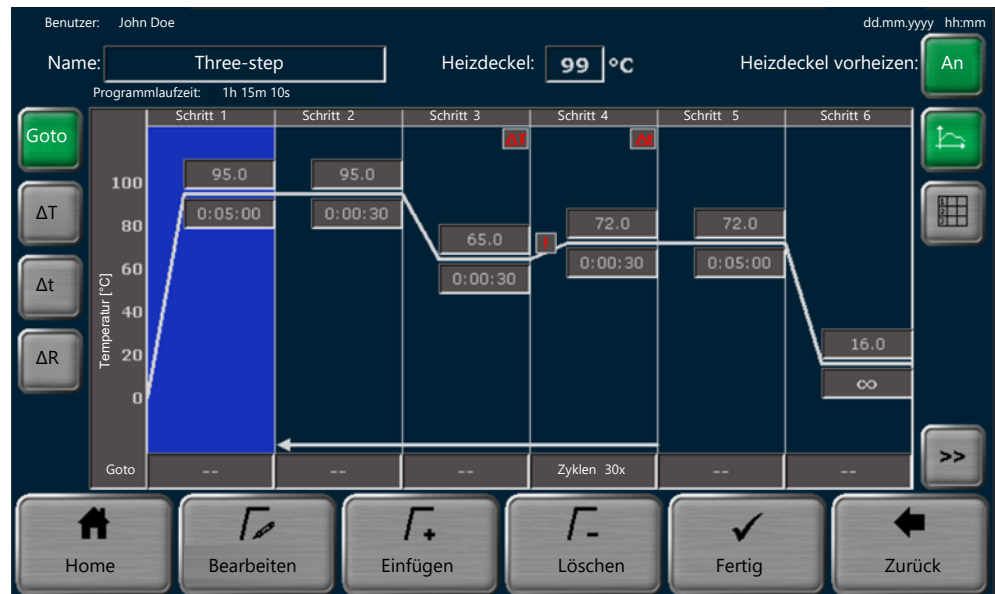 Benutzer: John Doe dd.mm.yyyy hh:mm
Name: Three-step Heizdeckel: 99 °C Heizdeckel vorheizen: An
Programmlaufzeit: 1h 15m 10s
Goto
ΔT
Δt
ΔR
Schritt 1 Schritt 2 Schritt 3 Schritt 4 Schritt 5 Schritt 6
ΔT Δt
Temperatur [°C]
100
80
60
40
20
0
95.0
0:05:00
95.0
0:00:30
65.0
0:00:30
72.0
0:00:30
72.0
0:05:00
16.0
∞
Goto -- -- -- Zyklen 30x -- --
>>
Home Bearbeiten Einfügen Löschen Fertig Zurück